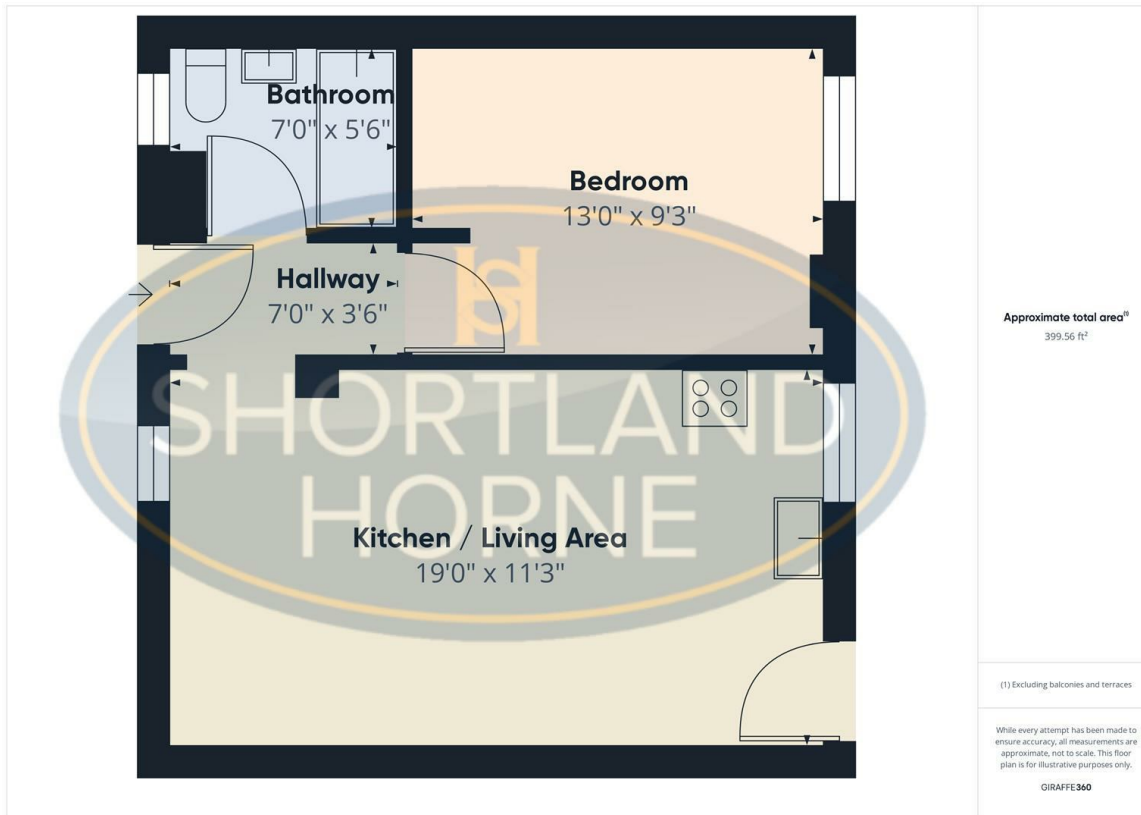 Bathroom
7'0" x 5'6"
Bedroom
13'0" x 9'3"
Hallway
7'0" x 3'6"
HS
SHORTLAND
HORNE
Kitchen / Living Area
19'0" x 11'3"
Approximate total area(1)
399.56 ft²
(1) Excluding balconies and terraces
While every attempt has been made to
ensure accuracy, all measurements are
approximate, not to scale. This floor
plan is for illustrative purposes only.
GIRAFFE360